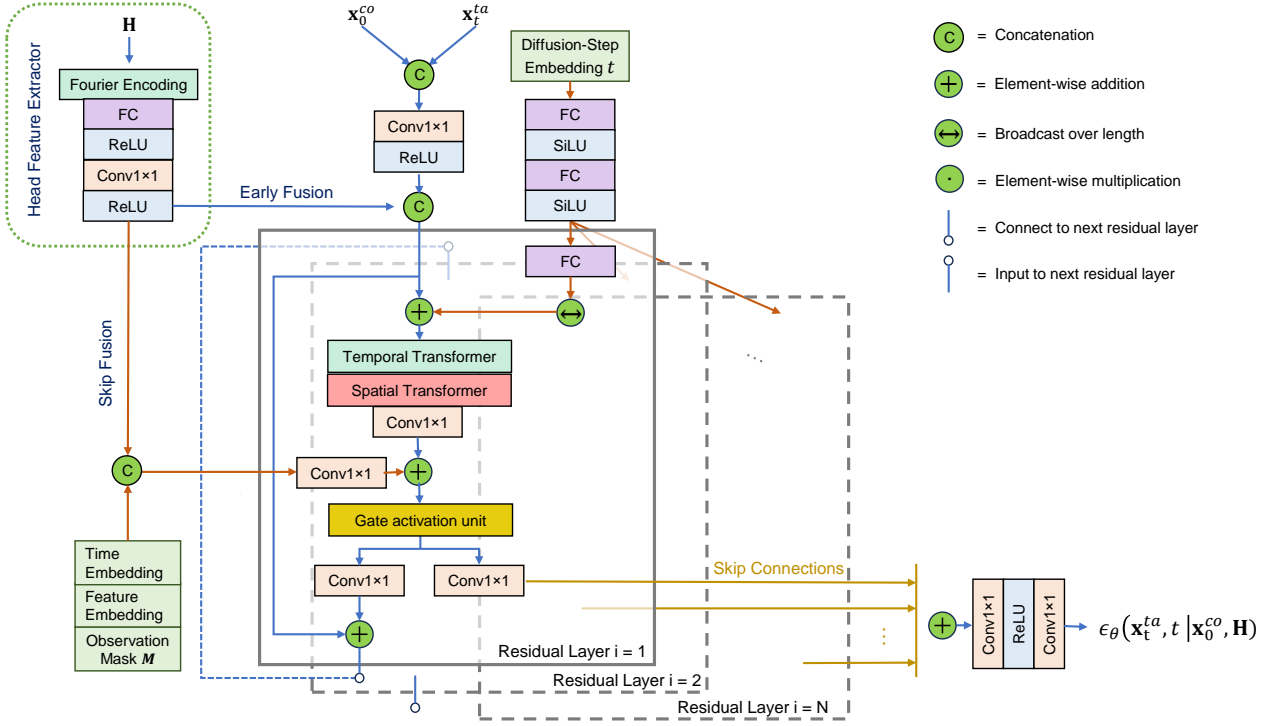 H
Fourier Encoding
FC
ReLU
Conv1×1
ReLU
Head Feature Extractor
x_0^{co}
x_t^{ta}
C
Conv1×1
ReLU
Early Fusion
C
Diffusion-Step
Embedding t
FC
SiLU
FC
SiLU
FC
C = Concatenation
+ = Element-wise addition
↔ = Broadcast over length
· = Element-wise multiplication
= Connect to next residual layer
= Input to next residual layer
+
↔
...
Temporal Transformer
Spatial Transformer
Conv1×1
Skip Fusion
C
Conv1×1
+
Gate activation unit
Conv1×1
Conv1×1
+
Time
Embedding
Feature
Embedding
Observation
Mask M
Residual Layer i = 1
Residual Layer i = 2
Residual Layer i = N
Skip Connections
⋮
+
Conv1×1
ReLU
Conv1×1
ϵ_θ(x_t^{ta}, t |x_0^{co}, H)